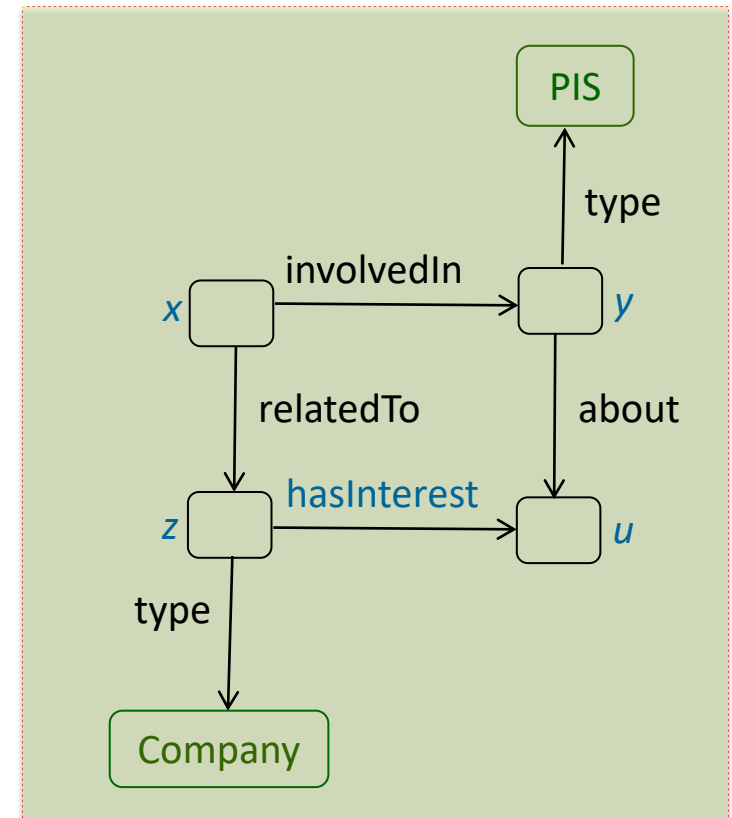 PIS
type
involvedIn
x
y
relatedTo
about
hasInterest
z
u
type
Company